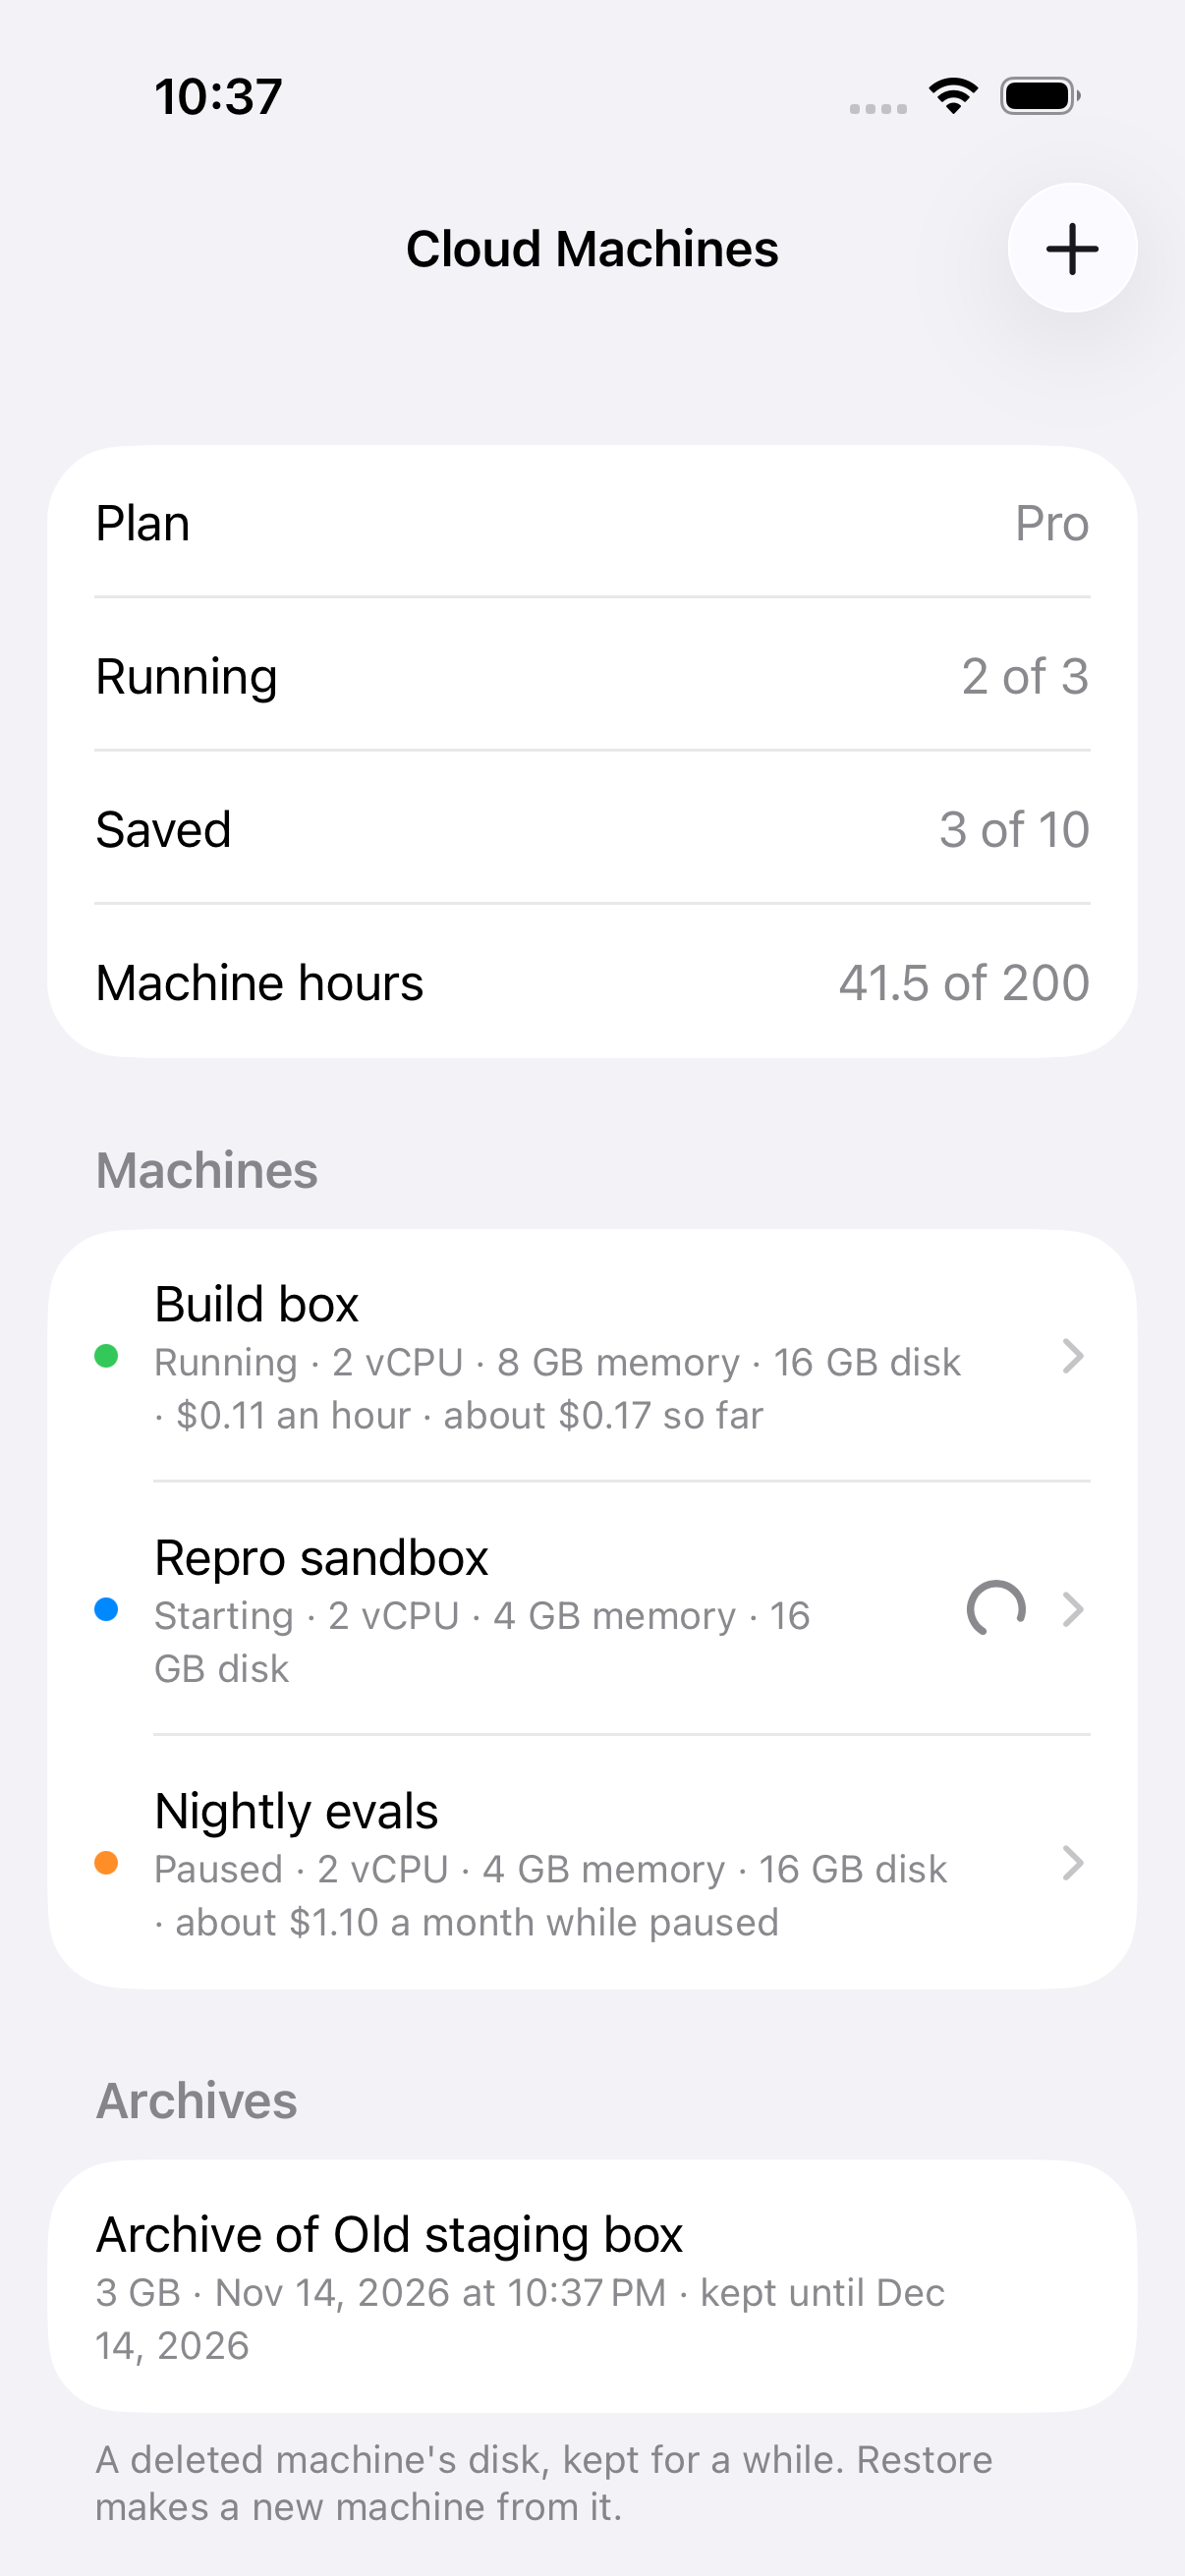 10:37
Cloud Machines
Plan
Pro
Running
2 of 3
Saved
3 of 10
Machine hours
41.5 of 200
Machines
Build box
Running · 2 vCPU · 8 GB memory · 16 GB disk
· $0.11 an hour · about $0.17 so far
Repro sandbox
Starting · 2 vCPU · 4 GB memory · 16
GB disk
Nightly evals
Paused · 2 vCPU · 4 GB memory · 16 GB disk
· about $1.10 a month while paused
Archives
Archive of Old staging box
3 GB · Nov 14, 2026 at 10:37 PM · kept until Dec
14, 2026
A deleted machine's disk, kept for a while. Restore
makes a new machine from it.